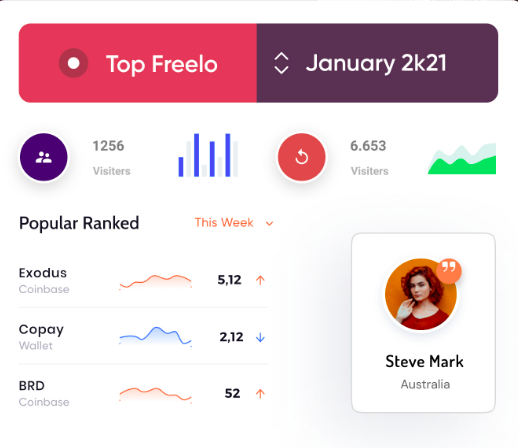 Top Freelo
January 2k21
1256
Visiters
6.653
Visiters
Popular Ranked
This Week
Exodus
Coinbase
5,12
Copay
Wallet
2,12
BRD
Coinbase
52
Steve Mark
Australia